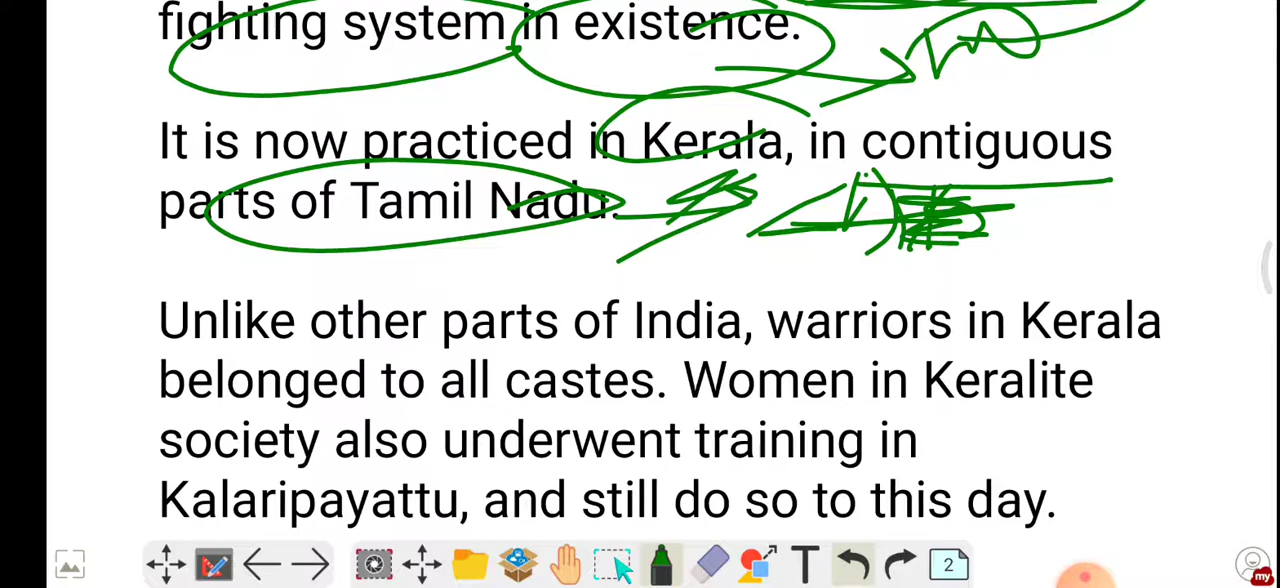 fighting system in existence.
It is now practiced in Kerala, in contiguous
parts of Tamil Nadu.
Unlike other parts of India, warriors in Kerala
belonged to all castes. Women in Keralite
society also underwent training in
Kalaripayattu, and still do so to this day.
T
2
my